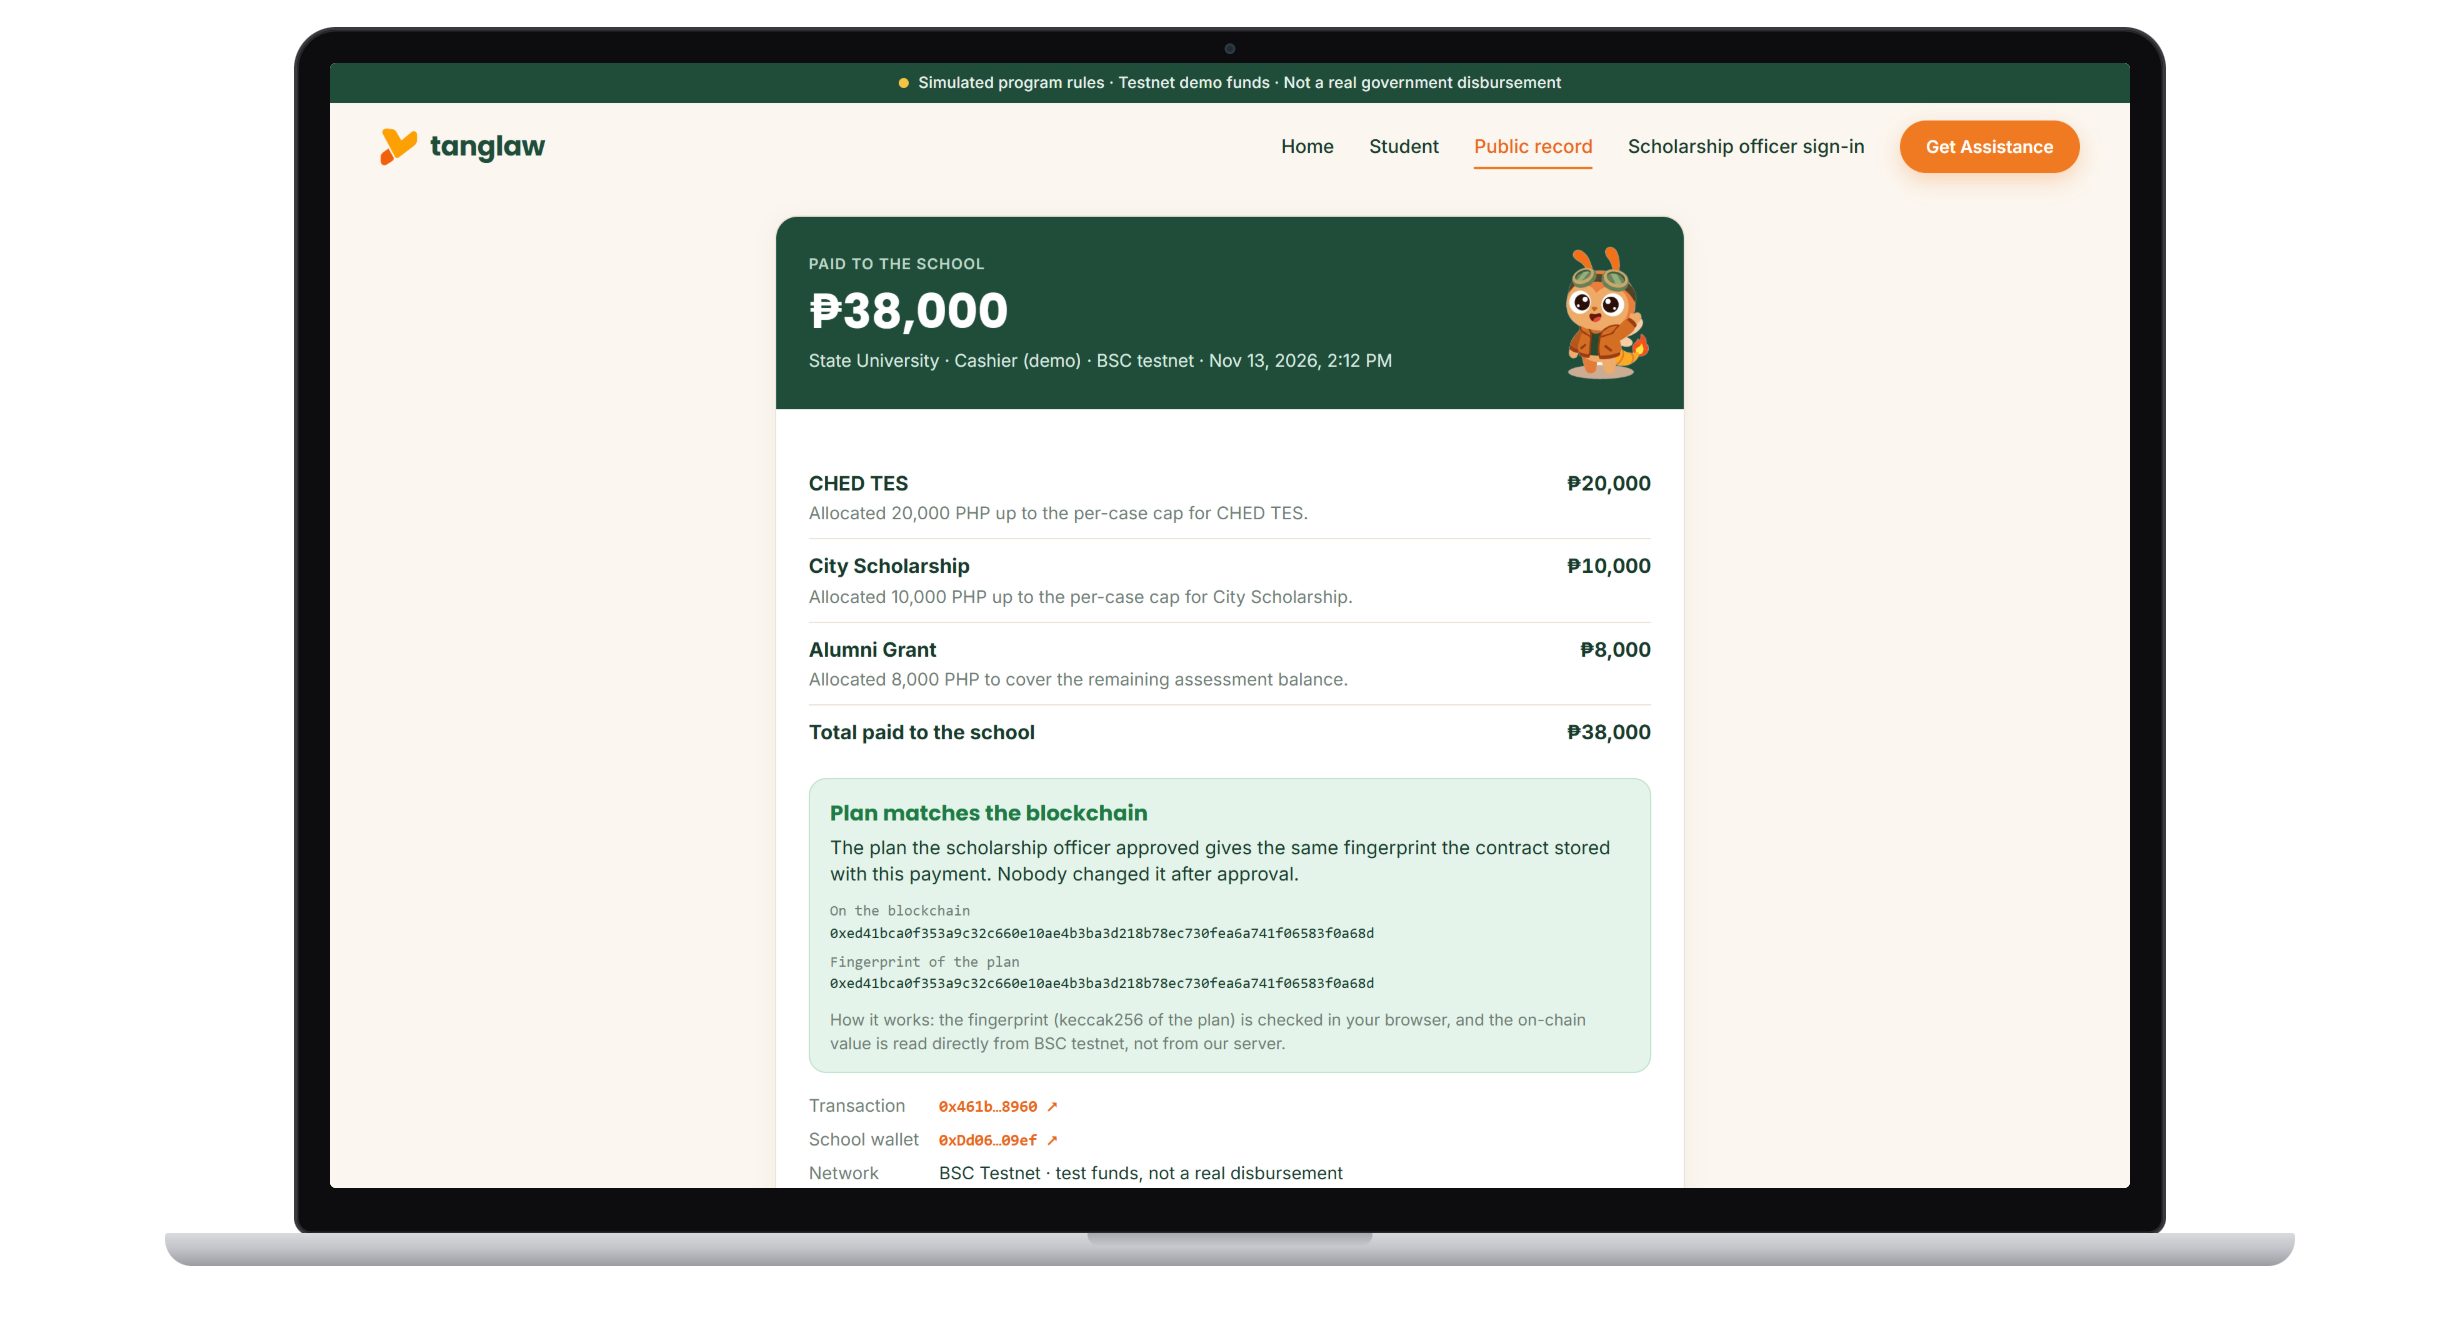 Simulated program rules · Testnet demo funds · Not a real government disbursement
tanglaw
Home
Student
Public record
Scholarship officer sign-in
Get Assistance
PAID TO THE SCHOOL
₱38,000
State University · Cashier (demo) · BSC testnet · Nov 13, 2026, 2:12 PM
CHED TES
₱20,000
Allocated 20,000 PHP up to the per-case cap for CHED TES.
City Scholarship
₱10,000
Allocated 10,000 PHP up to the per-case cap for City Scholarship.
Alumni Grant
₱8,000
Allocated 8,000 PHP to cover the remaining assessment balance.
Total paid to the school
₱38,000
Plan matches the blockchain
The plan the scholarship officer approved gives the same fingerprint the contract stored
with this payment. Nobody changed it after approval.
On the blockchain
0xed41bca0f353a9c32c660e10ae4b3ba3d218b78ec730fea6a741f06583f0a68d
Fingerprint of the plan
0xed41bca0f353a9c32c660e10ae4b3ba3d218b78ec730fea6a741f06583f0a68d
How it works: the fingerprint (keccak256 of the plan) is checked in your browser, and the on-chain
value is read directly from BSC testnet, not from our server.
Transaction
0x461b…8960 ↗
School wallet
0xDd06…09ef ↗
Network
BSC Testnet · test funds, not a real disbursement